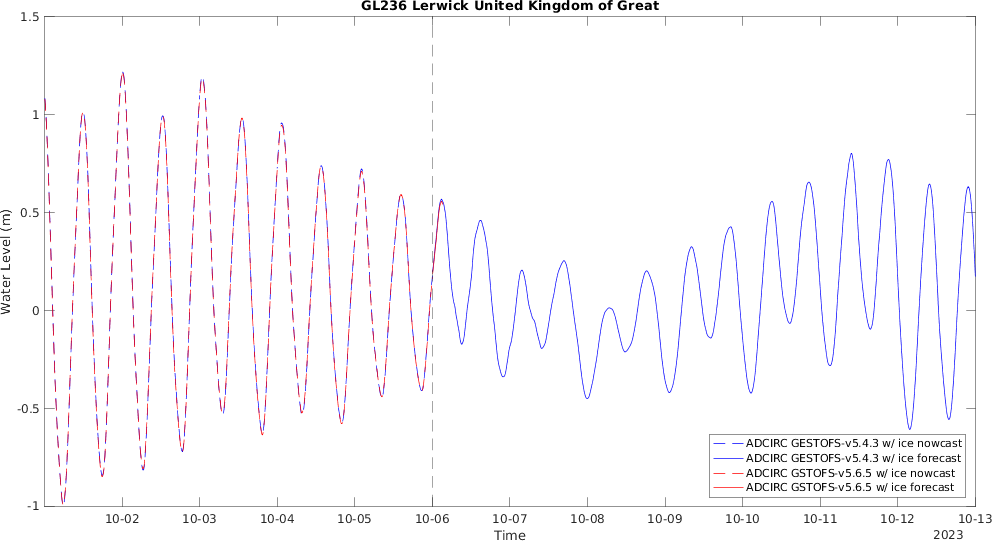 GL236 Lerwick United Kingdom of Great
1.5
1
0.5
0
-0.5
-1
Water Level (m)
10-02 10-03 10-04 10-05 10-06 10-07 10-08 10-09 10-10 10-11 10-12 10-13
Time
2023
ADCIRC GESTOFS-v5.4.3 w/ ice nowcast
ADCIRC GESTOFS-v5.4.3 w/ ice forecast
ADCIRC GSTOFS-v5.6.5 w/ ice nowcast
ADCIRC GSTOFS-v5.6.5 w/ ice forecast